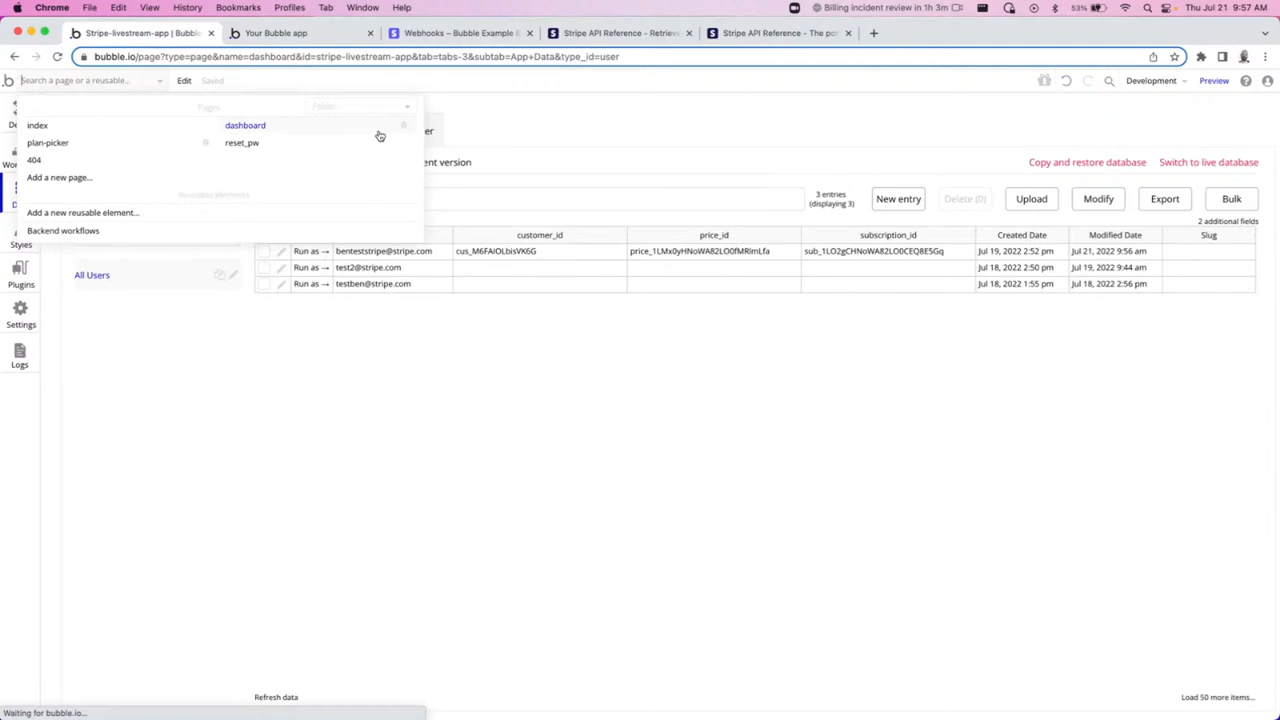 Chrome File Edit View History Bookmarks Profiles Tab Window Help Billing incident review in 1h 3m 53% Thu Jul 21 9:57 AM
Stripe-livestream-app | Bubble Your Bubble app Webhooks – Bubble Example E Stripe API Reference - Retriev Stripe API Reference - The po
bubble.io/page?type=page&name=dashboard&id=stripe-livestream-app&tab=tabs-3&subtab=App+Data&type_id=user
Search a page or a reusable... Edit Saved Development Preview
Pages Folder:
index dashboard
plan-picker reset_pw
404
Add a new page...
Reusable elements
Add a new reusable element...
Backend workflows
er
ent version Copy and restore database Switch to live database
3 entries
(displaying 3)
New entry Delete (0) Upload Modify Export Bulk
2 additional fields
customer_id price_id subscription_id Created Date Modified Date Slug
Run as → benteststripe@stripe.com cus_M6FAiOLbisVK6G price_1LMx0yHNoWA82LO0fMRlmLfa sub_1LO2gCHNoWA82LO0CEQ8E5Gq Jul 19, 2022 2:52 pm Jul 21, 2022 9:56 am
Run as → test2@stripe.com Jul 18, 2022 2:50 pm Jul 19, 2022 9:44 am
Run as → testben@stripe.com Jul 18, 2022 1:55 pm Jul 18, 2022 2:56 pm
All Users
Styles
Plugins
Settings
Logs
Refresh data Load 50 more items...
Waiting for bubble.io...